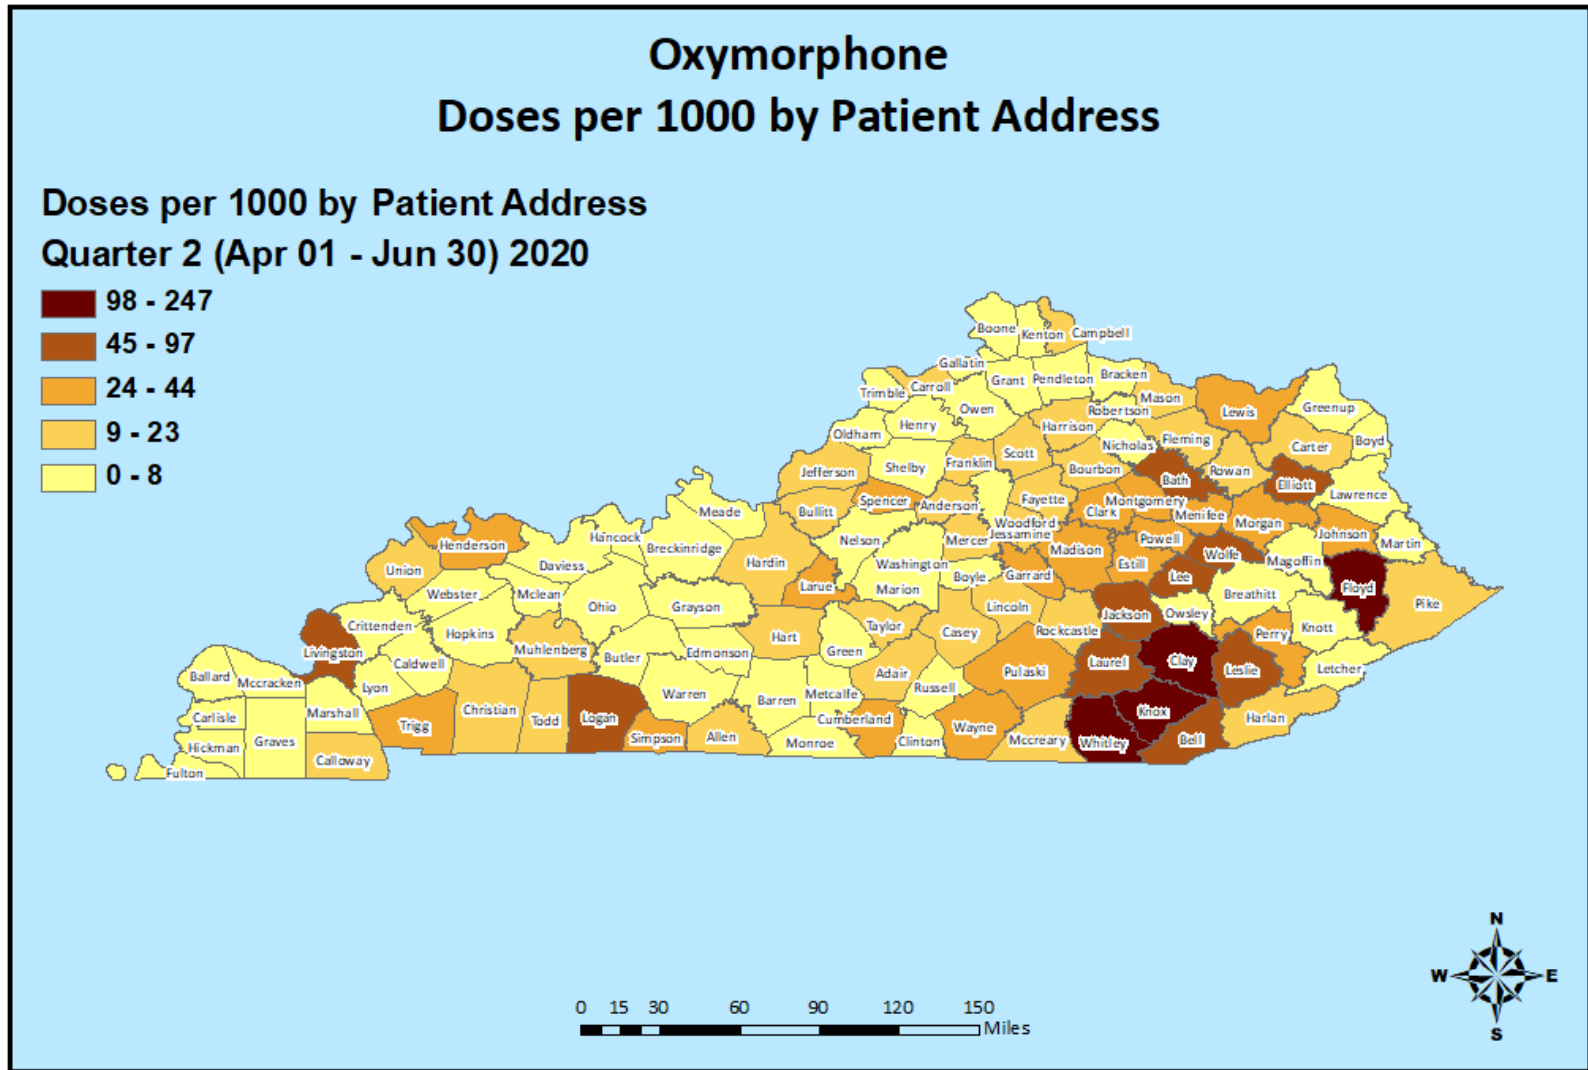 Oxymorphone
Doses per 1000 by Patient Address
Doses per 1000 by Patient Address
Quarter 2 (Apr 01 - Jun 30) 2020
98 - 247
45 - 97
24 - 44
9 - 23
0 - 8
Boone
Kenton
Campbell
Gallatin
Grant
Pendleton
Bracken
Trimble
Carroll
Owen
Robertson
Mason
Lewis
Greenup
Oldham
Henry
Harrison
Nicholas
Fleming
Carter
Boyd
Jefferson
Shelby
Franklin
Scott
Bourbon
Bath
Rowan
Elliott
Lawrence
Meade
Bullitt
Spencer
Anderson
Woodford
Fayette
Clark
Montgomery
Menifee
Morgan
Johnson
Martin
Henderson
Hancock
Breckinridge
Nelson
Washington
Mercer
Jessamine
Madison
Powell
Estill
Wolfe
Magoffin
Union
Daviess
Hardin
Larue
Marion
Boyle
Garrard
Lee
Breathitt
Floyd
Pike
Webster
Mclean
Ohio
Grayson
Lincoln
Jackson
Owsley
Crittenden
Hopkins
Muhlenberg
Hart
Taylor
Casey
Rockcastle
Perry
Knott
Livingston
Caldwell
Butler
Edmonson
Green
Adair
Pulaski
Laurel
Clay
Leslie
Letcher
Ballard
Mccracken
Lyon
Warren
Barren
Metcalfe
Russell
Carlisle
Marshall
Trigg
Christian
Todd
Logan
Simpson
Allen
Cumberland
Wayne
Knox
Harlan
Hickman
Graves
Calloway
Monroe
Clinton
Mccreary
Whitley
Bell
Fulton
N
W
E
S
0 15 30 60 90 120 150
Miles